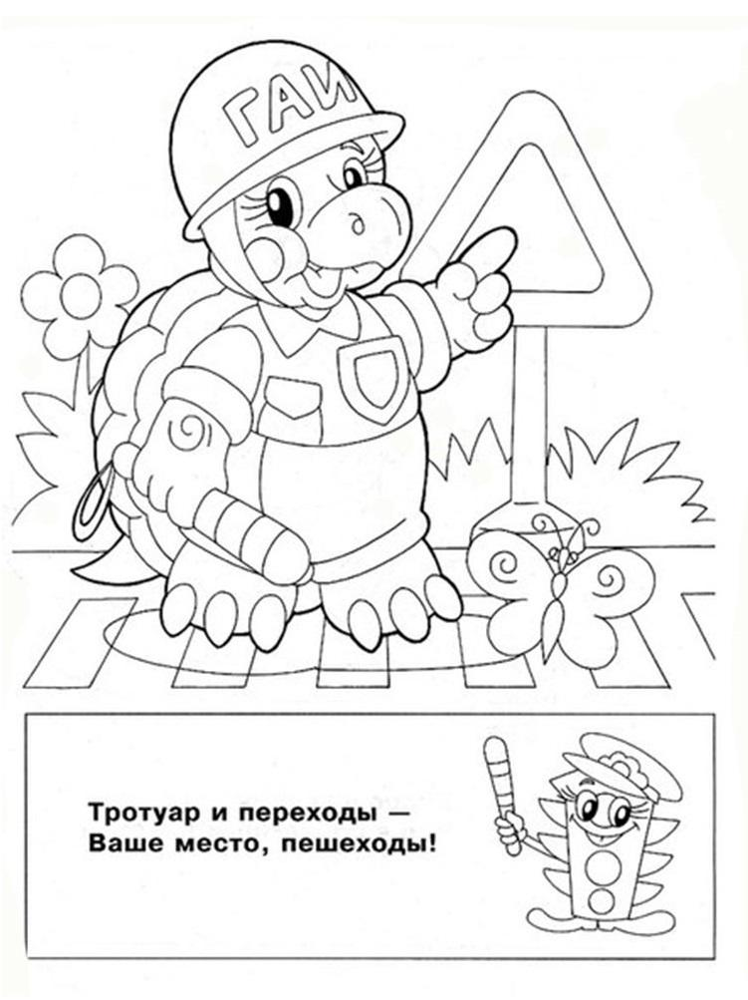 ГАИ
Тротуар и переходы —
Ваше место, пешеходы!